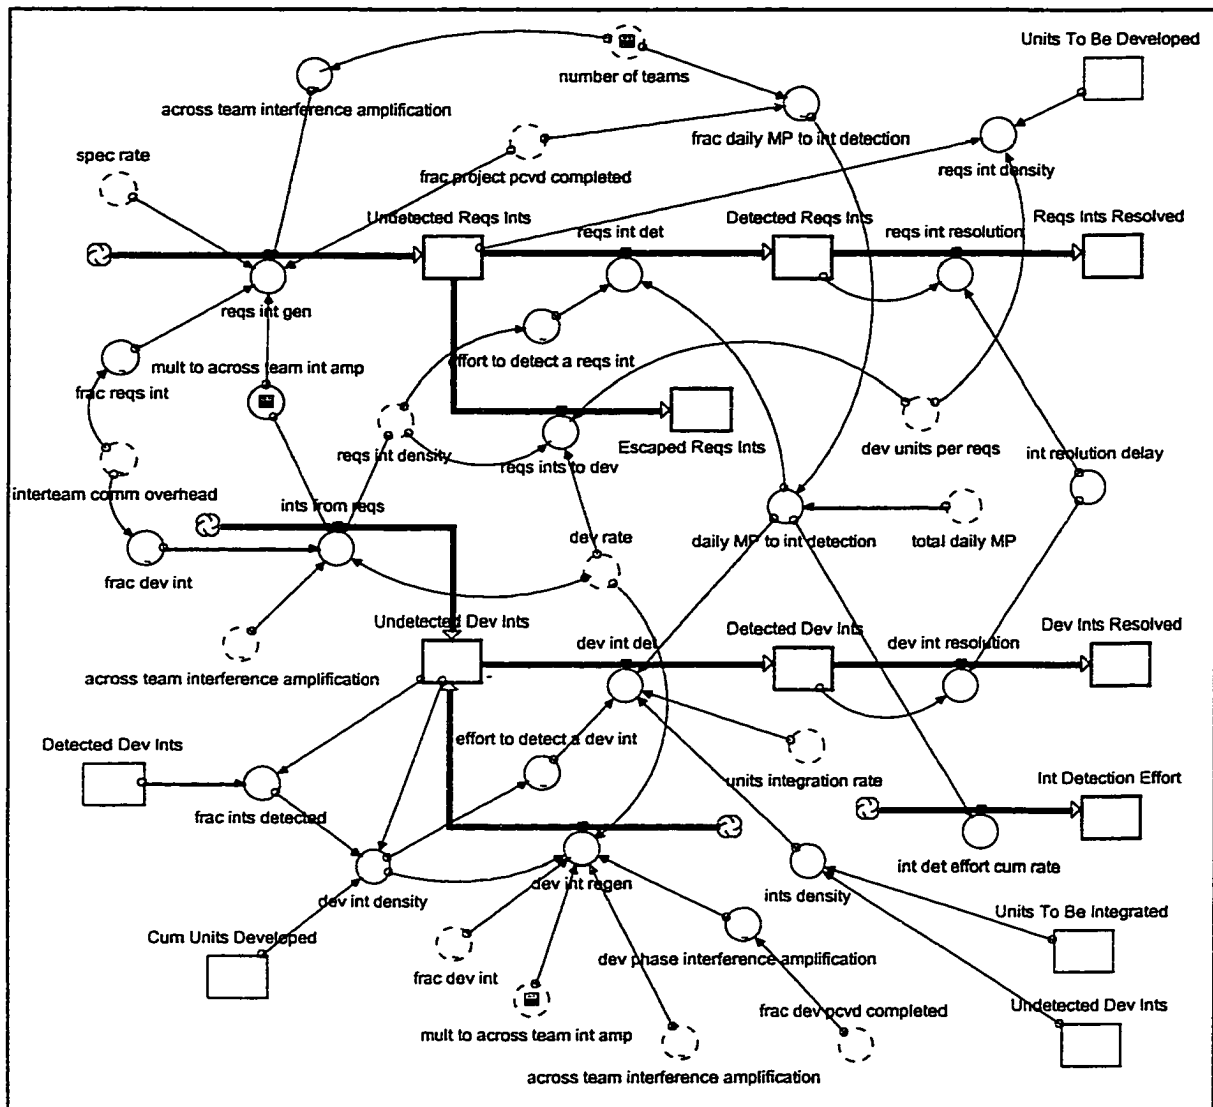 Units To Be Developed
number of teams
across team interference amplification
frac daily MP to int detection
spec rate
frac project pcvd completed
reqs int density
Undetected Reqs Ints
reqs int det
Detected Reqs Ints
reqs int resolution
Reqs Ints Resolved
reqs int gen
effort to detect a reqs int
mult to across team int amp
frac reqs int
Escaped Reqs Ints
dev units per reqs
reqs int density
reqs ints to dev
int reolution delay
interteam comm overhead
ints from reqs
dev rate
daily MP to int detection
total daily MP
frac dev int
Undetected Dev Ints
dev int det
Detected Dev Ints
dev int resolution
Dev Ints Resolved
across team interference amplification
effort to detect a dev int
Detected Dev Ints
units integration rate
Int Detection Effort
frac ints detected
int det effort cum rate
dev int regen
ints density
dev int density
Units To Be Integrated
Cum Units Developed
dev phase interference amplification
frac dev int
frac dev pcvd completed
Undetected Dev Ints
mult to across team int amp
across team interference amplification